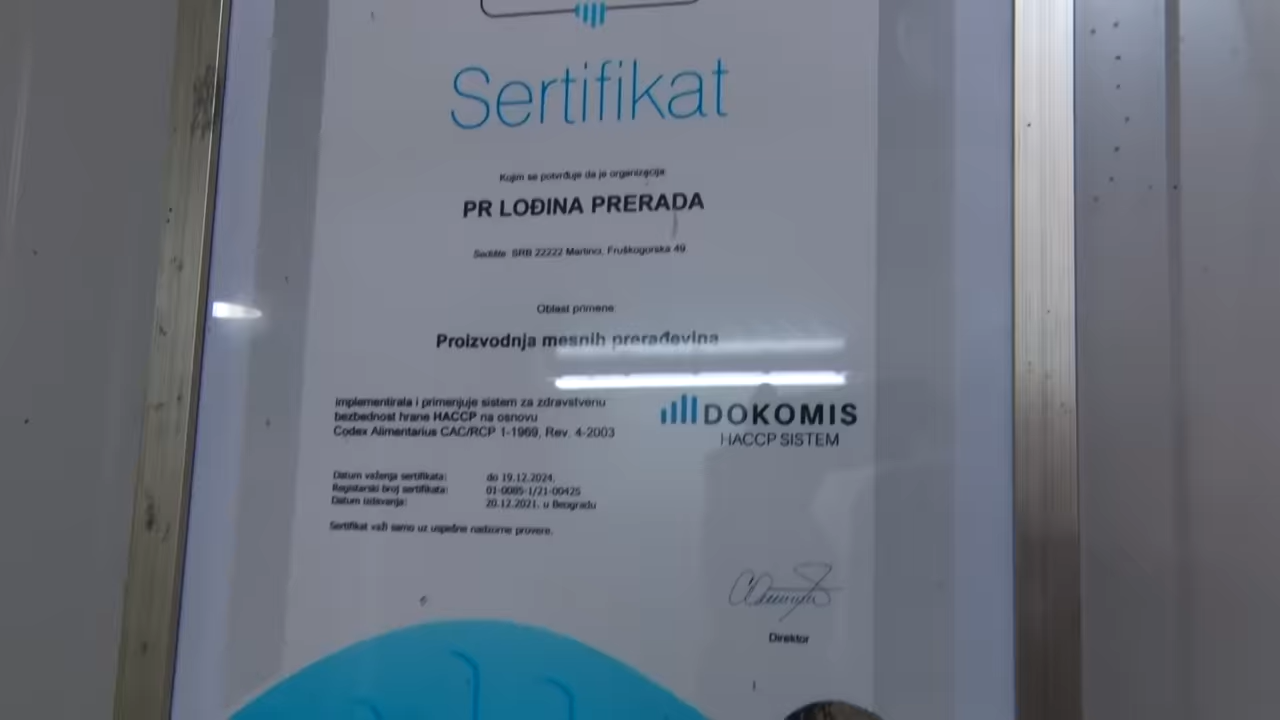 Sertifikat
Kojim se potvrđuje da je organizacija
PR LOĐINA PRERADA
Sedište: SRB 22222 Martinci, Fruškogorska 49
Oblast primene
Proizvodnja mesnih prerađevina
implementirala i primenjuje sistem za zdravstvenu
bezbednost hrane HACCP na osnovu
Codex Alimentarius CAC/RCP 1-1969, Rev. 4-2003
DOKOMIS
HACCP SISTEM
Datum važenja sertifikata: do 19.12.2024.
Registarski broj sertifikata: 01-0085-1/21-00425
Datum izdavanja: 20.12.2021. u Beogradu
Sertifikat važi samo uz uspešne nadzorne provere.
Direktor